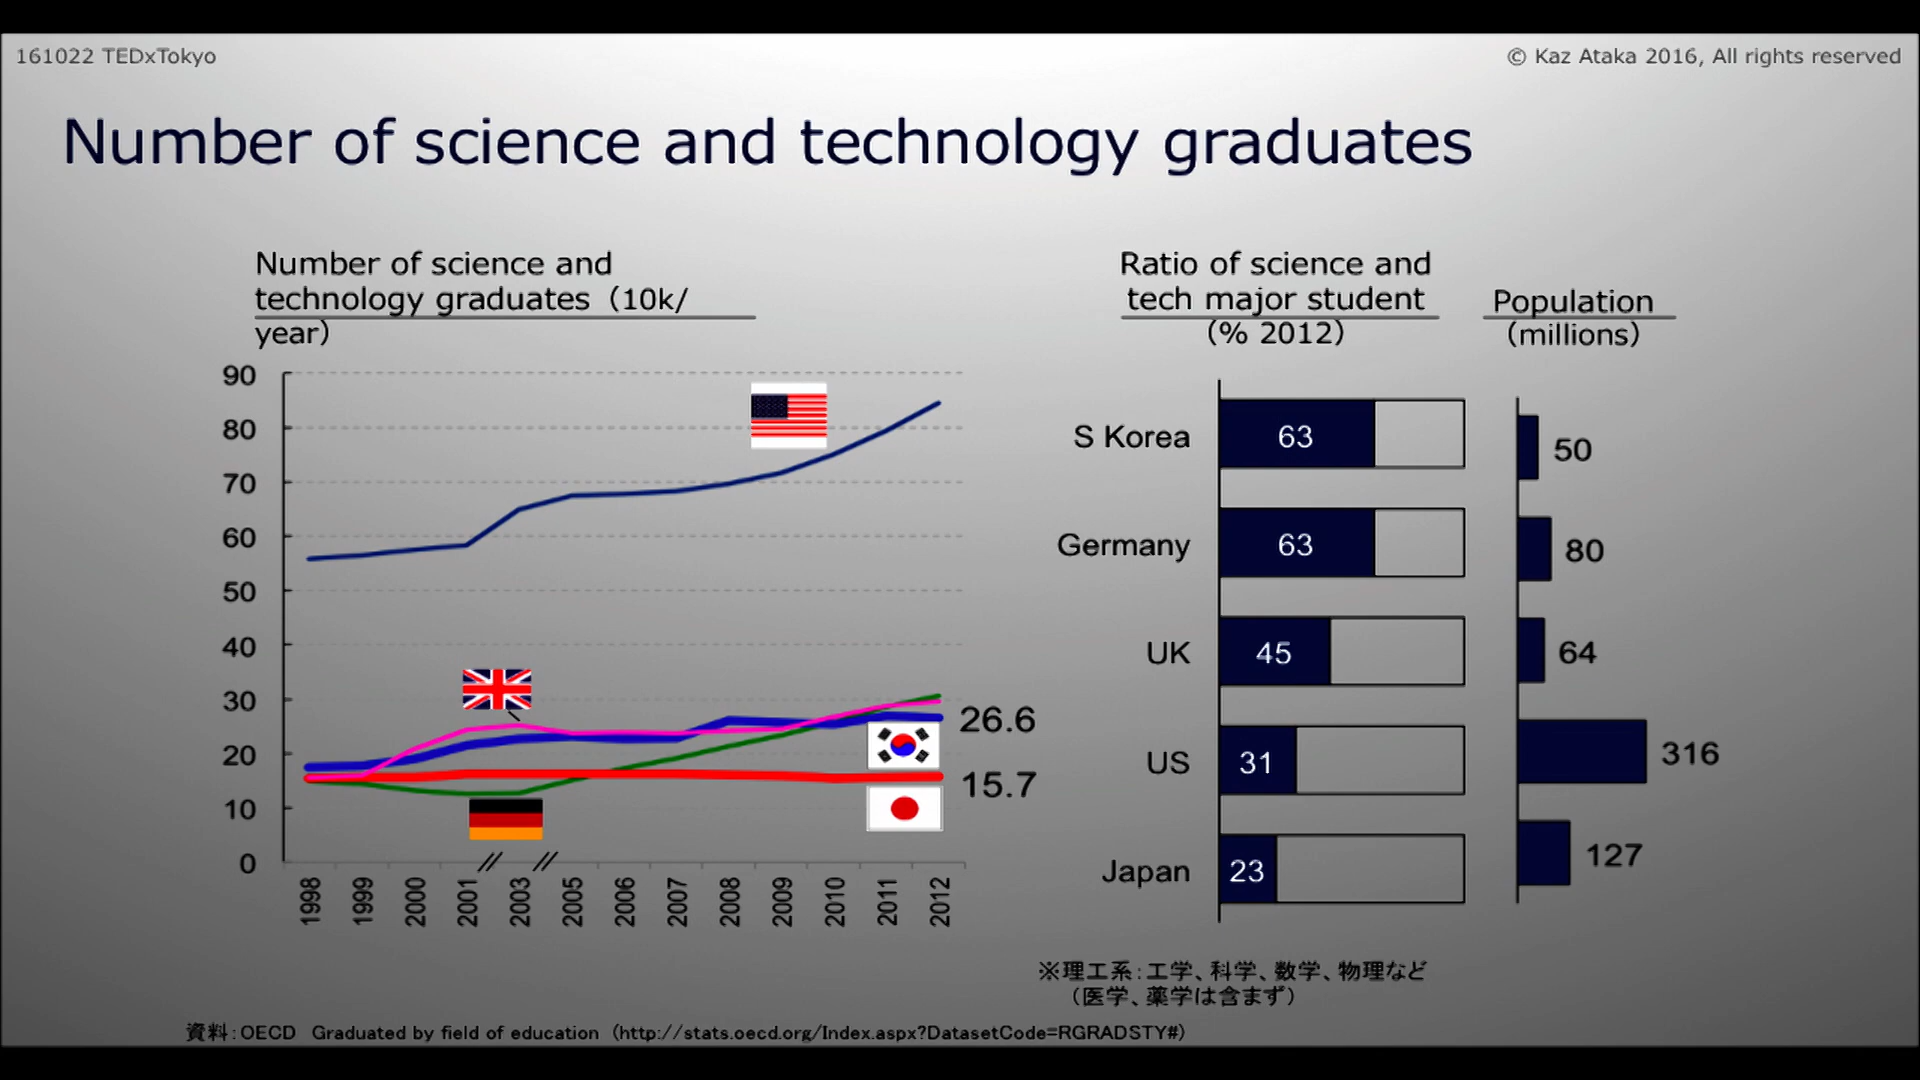 161022 TEDxTokyo
© Kaz Ataka 2016, All rights reserved
Number of science and technology graduates
Number of science and
technology graduates（10k/
year）
90
80
70
60
50
40
30
20
10
0
26.6
15.7
1998
1999
2000
2001
2003
2005
2006
2007
2008
2009
2010
2011
2012
Ratio of science and
tech major student
（% 2012）
S Korea 63
Germany 63
UK 45
US 31
Japan 23
Population
（millions）
50
80
64
316
127
※理工系：工学、科学、数学、物理など
（医学、薬学は含まず）
資料：OECD Graduated by field of education（http://stats.oecd.org/Index.aspx?DatasetCode=RGRADSTY#）